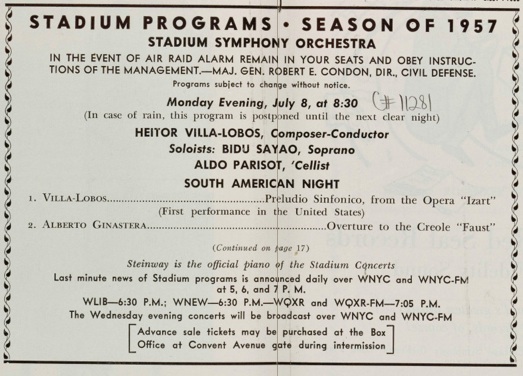 STADIUM PROGRAMS • SEASON OF 1957
STADIUM SYMPHONY ORCHESTRA
IN THE EVENT OF AIR RAID ALARM REMAIN IN YOUR SEATS AND OBEY INSTRUC-
TIONS OF THE MANAGEMENT.—MAJ. GEN. ROBERT E. CONDON, DIR., CIVIL DEFENSE.
Programs subject to change without notice.
Monday Evening, July 8, at 8:30 (# 1128)
(In case of rain, this program is postponed until the next clear night)
HEITOR VILLA-LOBOS, Composer-Conductor
Soloists: BIDU SAYAO, Soprano
ALDO PARISOT, 'Cellist
SOUTH AMERICAN NIGHT
1. VILLA-LOBOS........................................Preludio Sinfonico, from the Opera "Izart"
(First performance in the United States)
2. ALBERTO GINASTERA.............................................Overture to the Creole "Faust"
(Continued on page 17)
Steinway is the official piano of the Stadium Concerts
Last minute news of Stadium programs is announced daily over WNYC and WNYC-FM
at 5, 6, and 7 P. M.
WLIB—6:30 P.M.; WNEW—6:30 P.M.—WQXR and WQXR-FM—7:05 P.M.
The Wednesday evening concerts will be broadcast over WNYC and WNYC-FM
[Advance sale tickets may be purchased at the Box
Office at Convent Avenue gate during intermission]